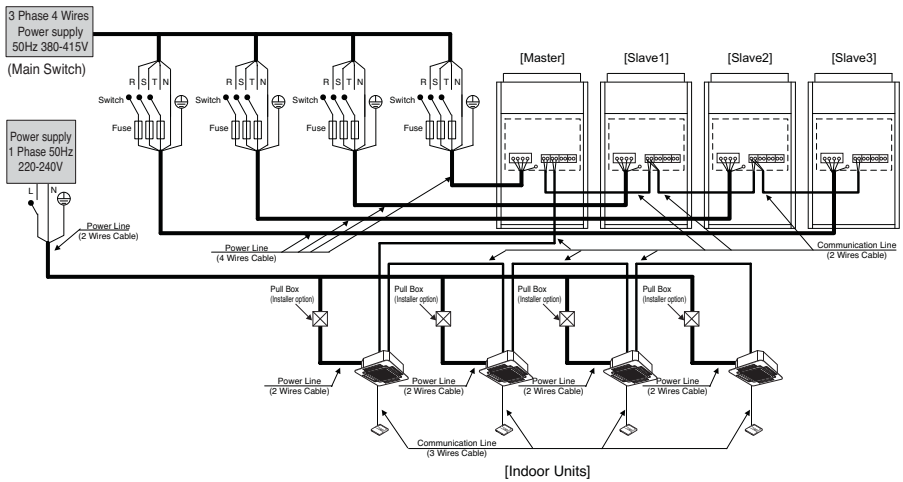 3 Phase 4 Wires
Power supply
50Hz 380-415V
(Main Switch)
[Master]
[Slave1]
[Slave2]
[Slave3]
R S T N
R S T N
R S T N
R S T N
Switch
Switch
Switch
Switch
Fuse
Fuse
Fuse
Fuse
Power supply
1 Phase 50Hz
220-240V
L N
Power Line
(2 Wires Cable)
Power Line
(4 Wires Cable)
Communication Line
(2 Wires Cable)
Pull Box
(Installer option)
Pull Box
(Installer option)
Pull Box
(Installer option)
Pull Box
(Installer option)
Power Line
(2 Wires Cable)
Power Line
(2 Wires Cable)
Power Line
(2 Wires Cable)
Power Line
(2 Wires Cable)
Communication Line
(3 Wires Cable)
[Indoor Units]